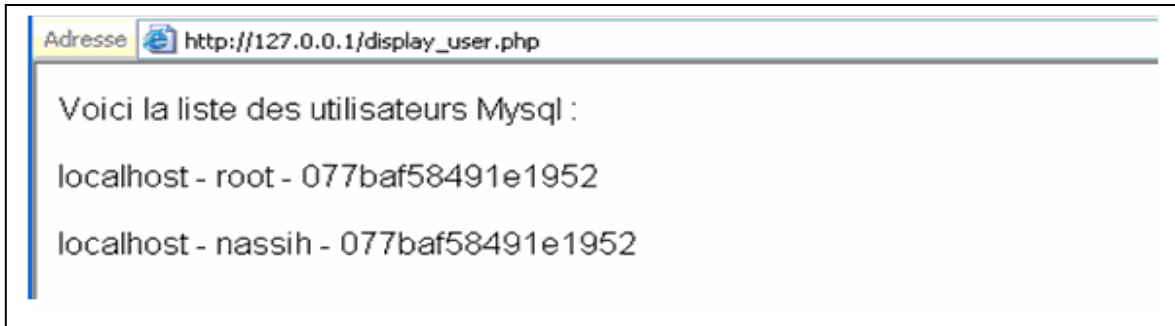 Adresse http://127.0.0.1/display_user.php
Voici la liste des utilisateurs Mysql :
localhost - root - 077baf58491e1952
localhost - nassih - 077baf58491e1952